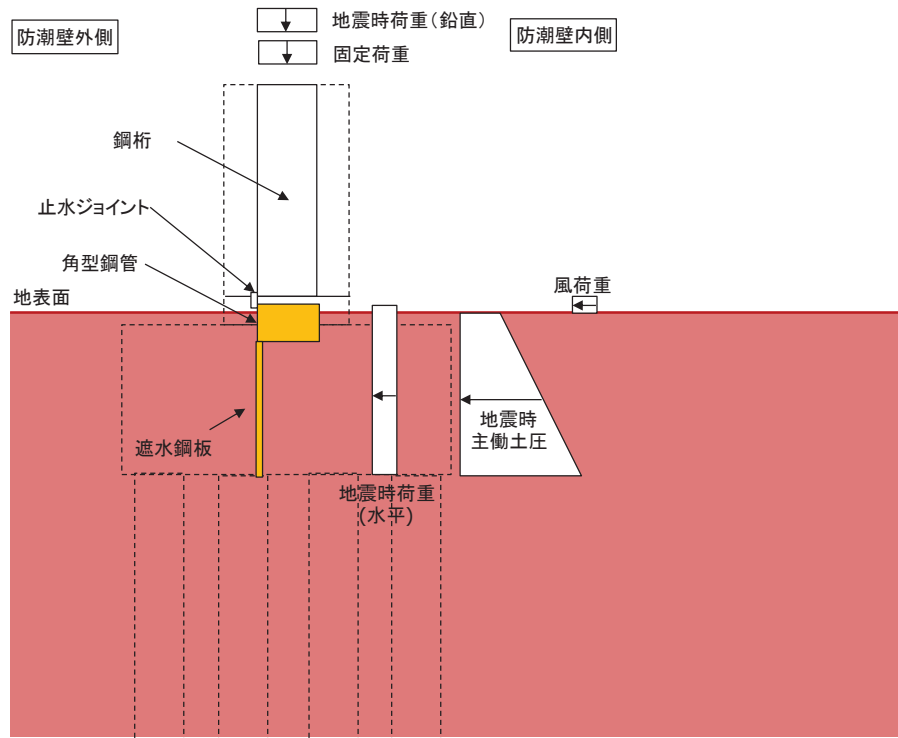 地震時荷重(鉛直)
防潮壁外側
防潮壁内側
固定荷重
鋼桁
止水ジョイント
角型鋼管
風荷重
地表面
地震時
主働土圧
遮水鋼板
地震時荷重
(水平)